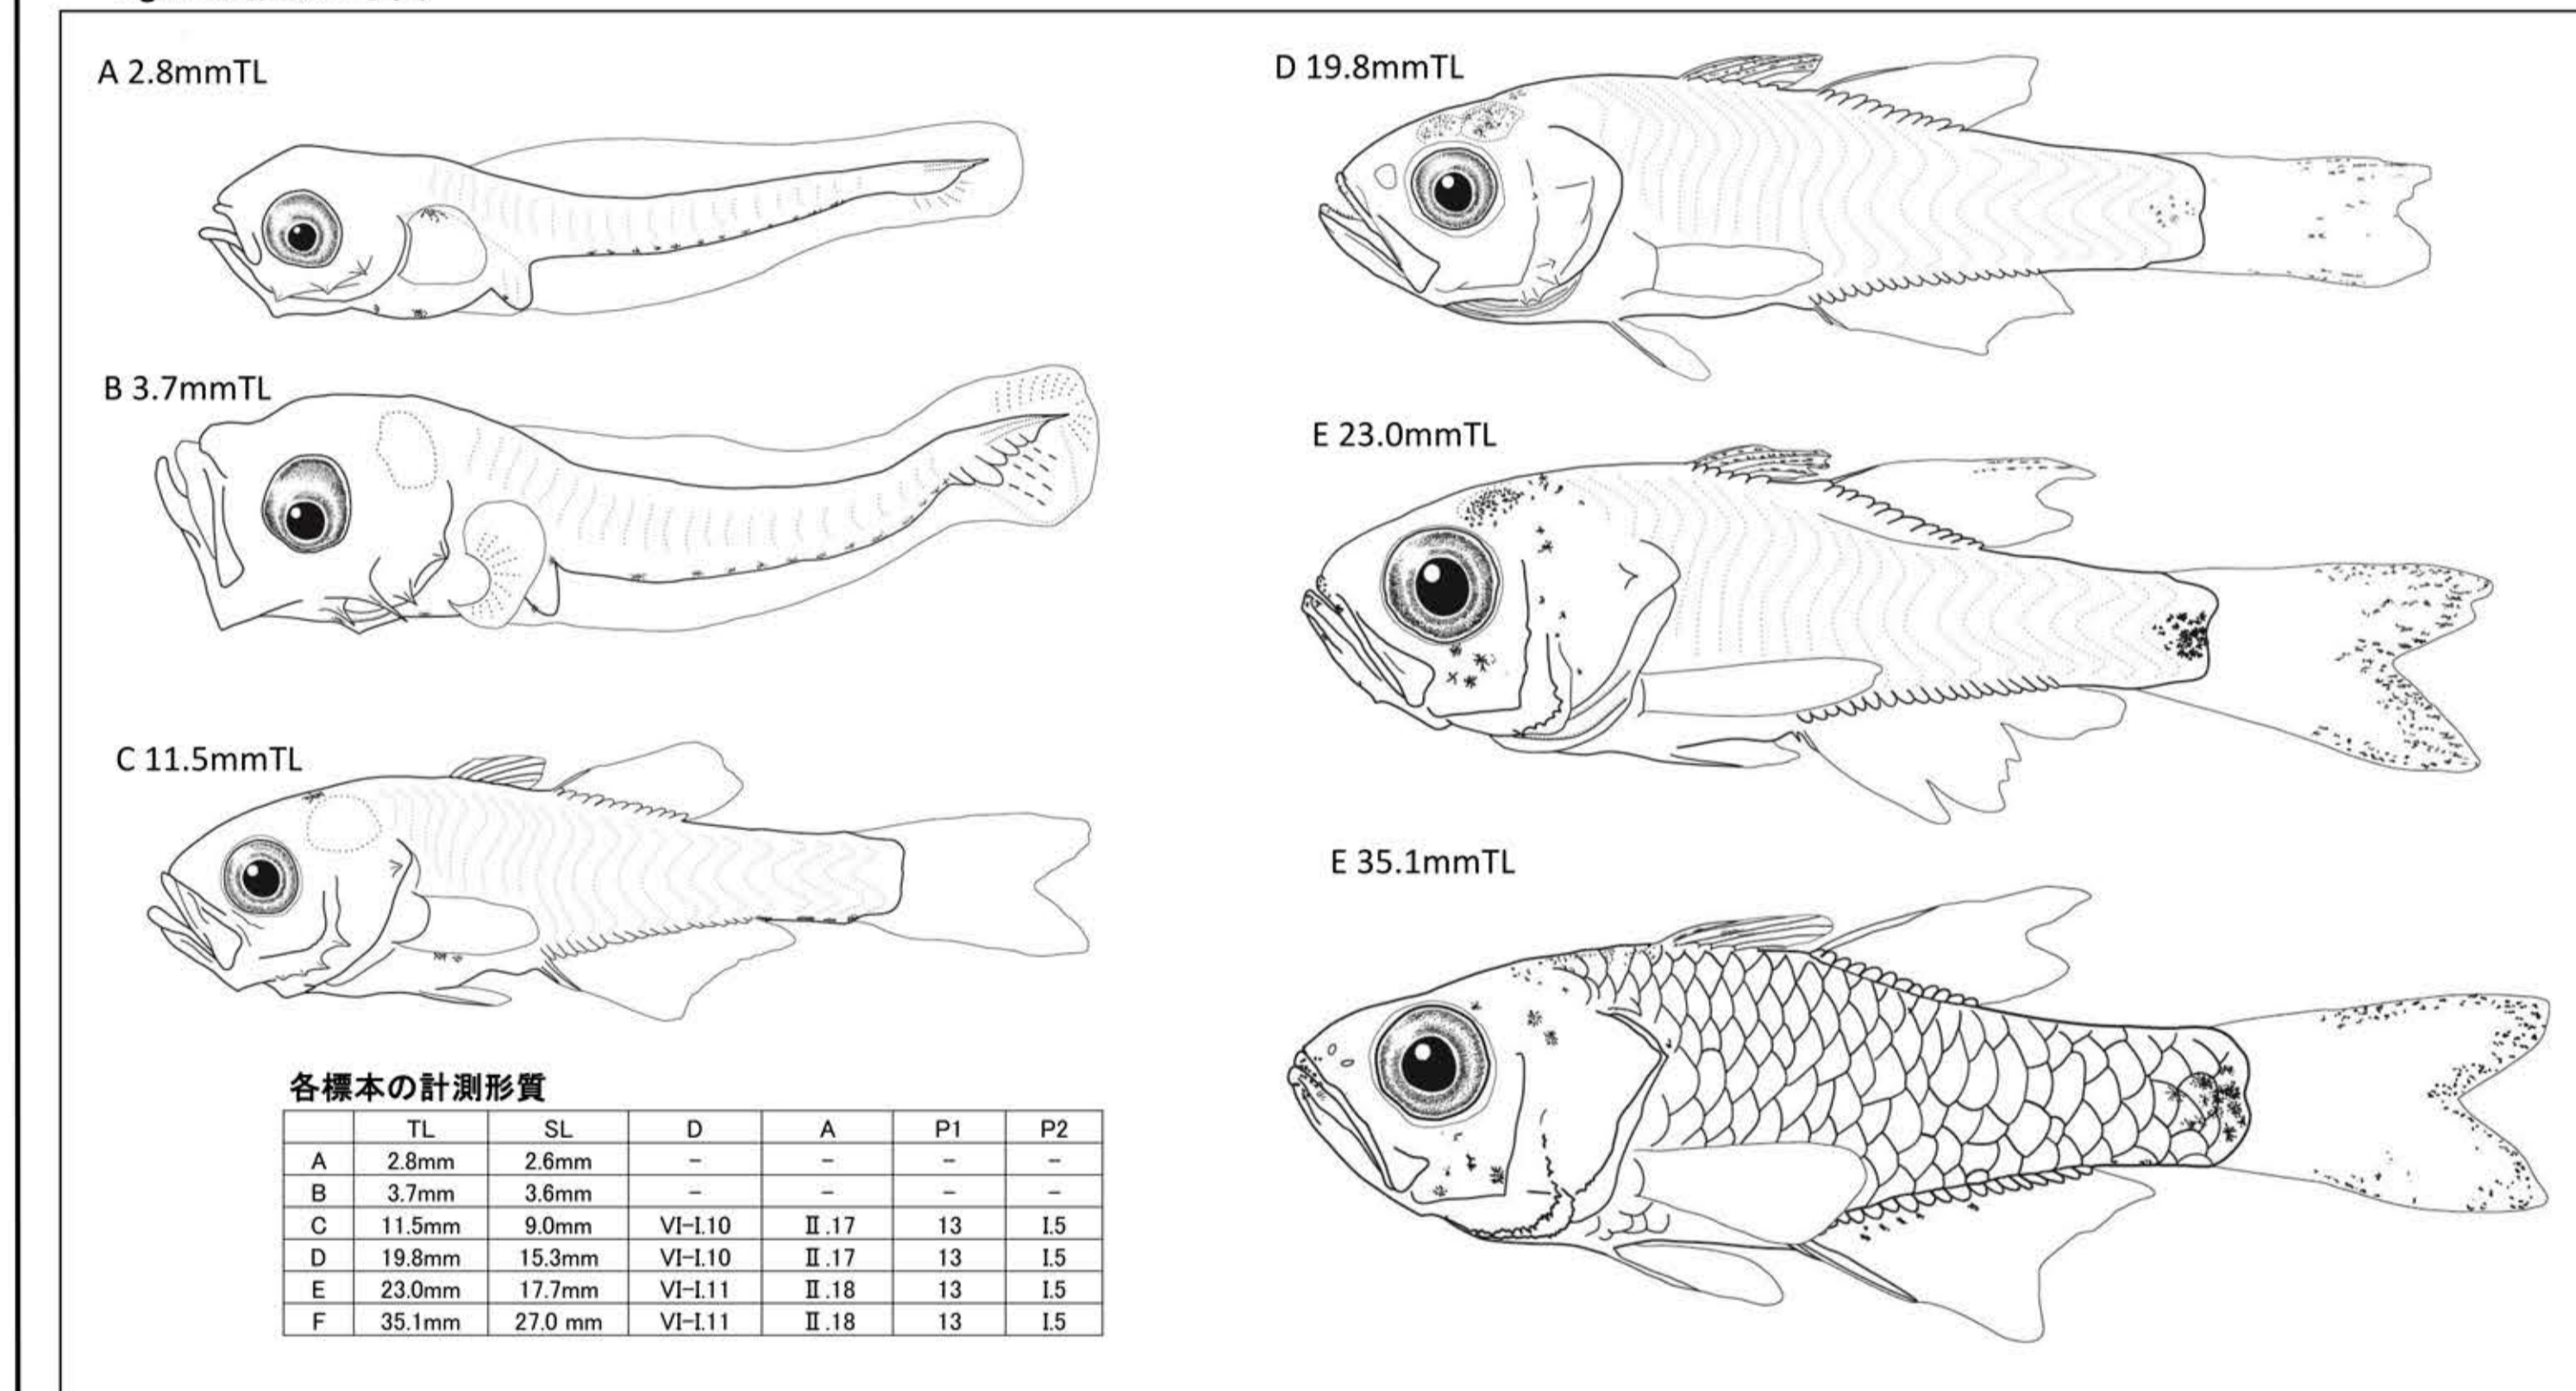 A 2.8mmTL
B 3.7mmTL
C 11.5mmTL
D 19.8mmTL
E 23.0mmTL
E 35.1mmTL
各標本の計測形質
TL SL D A P1 P2
A 2.8mm 2.6mm － － － －
B 3.7mm 3.6mm － － － －
C 11.5mm 9.0mm Ⅵ-Ⅰ.10 Ⅱ.17 13 Ⅰ.5
D 19.8mm 15.3mm Ⅵ-Ⅰ.10 Ⅱ.17 13 Ⅰ.5
E 23.0mm 17.7mm Ⅵ-Ⅰ.11 Ⅱ.18 13 Ⅰ.5
F 35.1mm 27.0 mm Ⅵ-Ⅰ.11 Ⅱ.18 13 Ⅰ.5